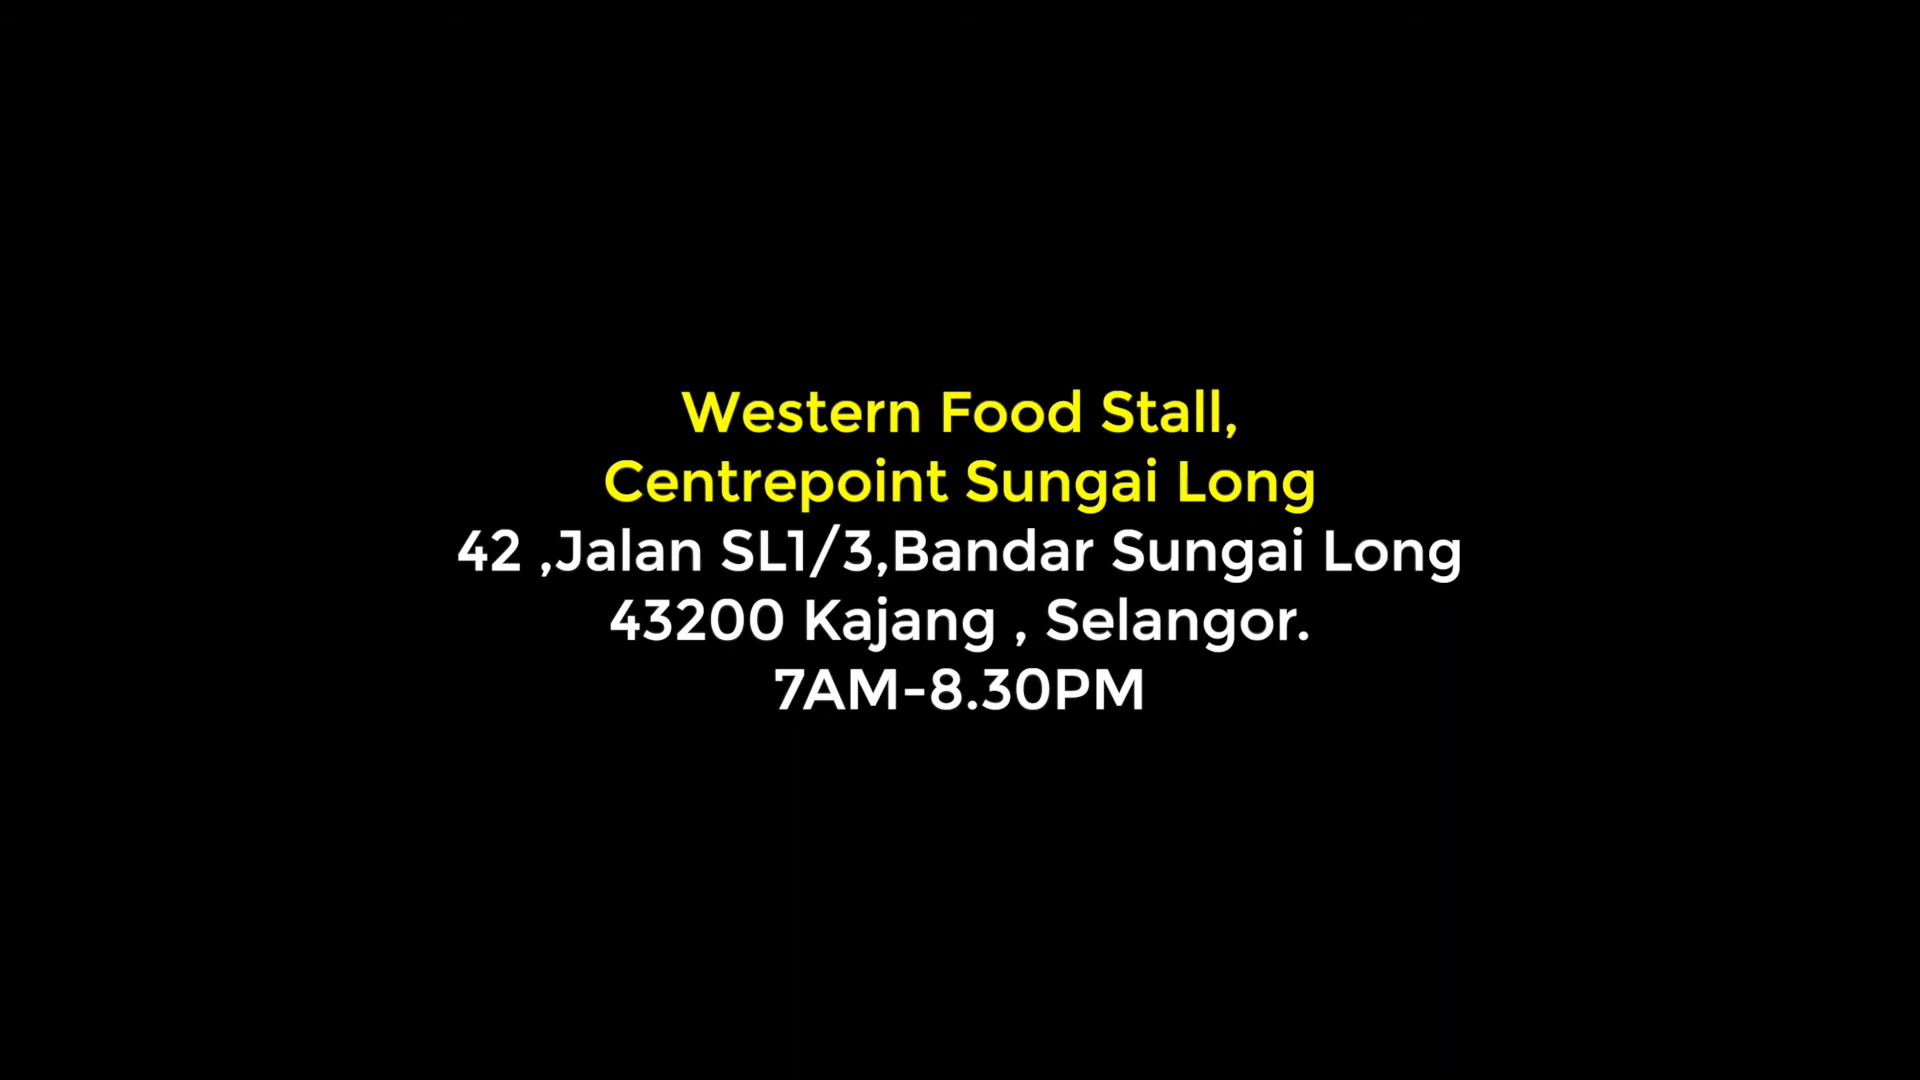 Western Food Stall,
Centrepoint Sungai Long
42 ,Jalan SL1/3,Bandar Sungai Long
43200 Kajang , Selangor.
7AM-8.30PM